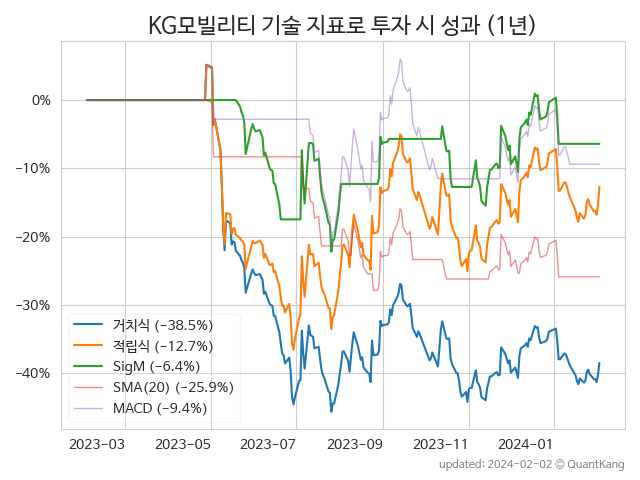 KG모빌리티 기술 지표로 투자 시 성과 (1년)
0%
−10%
−20%
−30%
−40%
거치식 (−38.5%)
적립식 (−12.7%)
SigM (−6.4%)
SMA(20) (−25.9%)
MACD (−9.4%)
2023−03 2023−05 2023−07 2023−09 2023−11 2024−01
updated: 2024−02−02 © QuantKang